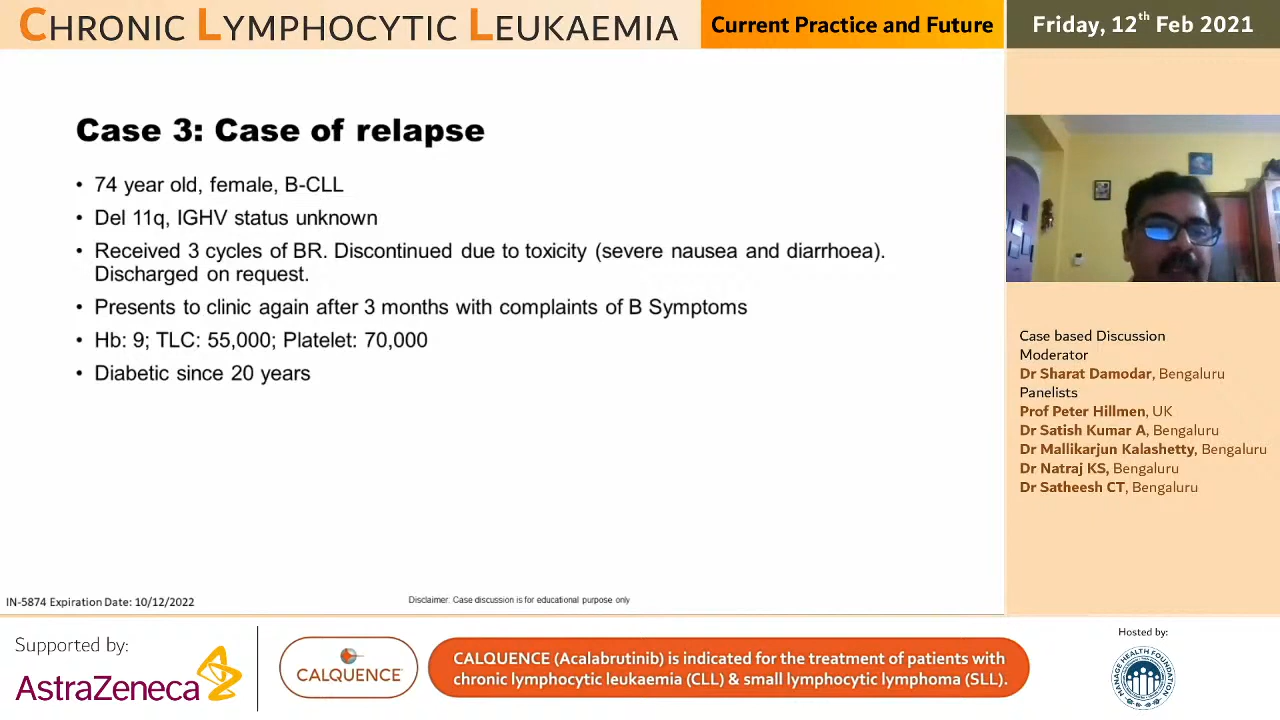 CHRONIC LYMPHOCYTIC LEUKAEMIA
Current Practice and Future
Friday, 12th Feb 2021
Case 3: Case of relapse
• 74 year old, female, B-CLL
• Del 11q, IGHV status unknown
• Received 3 cycles of BR. Discontinued due to toxicity (severe nausea and diarrhoea).
Discharged on request.
• Presents to clinic again after 3 months with complaints of B Symptoms
• Hb: 9; TLC: 55,000; Platelet: 70,000
• Diabetic since 20 years
Case based Discussion
Moderator
Dr Sharat Damodar, Bengaluru
Panelists
Prof Peter Hillmen, UK
Dr Satish Kumar A, Bengaluru
Dr Mallikarjun Kalashetty, Bengaluru
Dr Natraj KS, Bengaluru
Dr Satheesh CT, Bengaluru
IN-5874 Expiration Date: 10/12/2022
Disclaimer: Case discussion is for educational purpose only
Supported by:
AstraZeneca
CALQUENCE
CALQUENCE (Acalabrutinib) is indicated for the treatment of patients with
chronic lymphocytic leukaemia (CLL) & small lymphocytic lymphoma (SLL).
Hosted by:
MANAGE HEALTH FOUNDATION